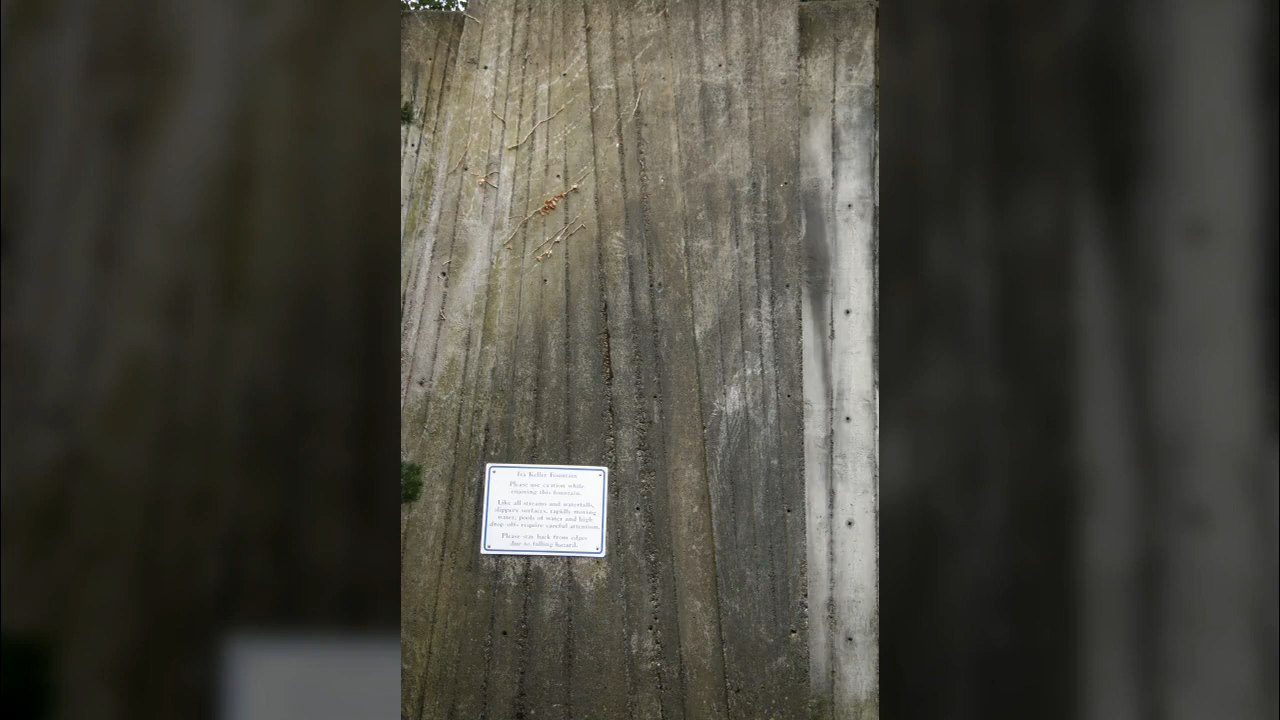 Ira Keller Fountain
Please use caution while
enjoying this fountain.
Like all streams and waterfalls,
slippery surfaces, rapidly moving
water, pools of water and high
drop offs require careful attention.
Please stay back from edges
due to falling hazard.